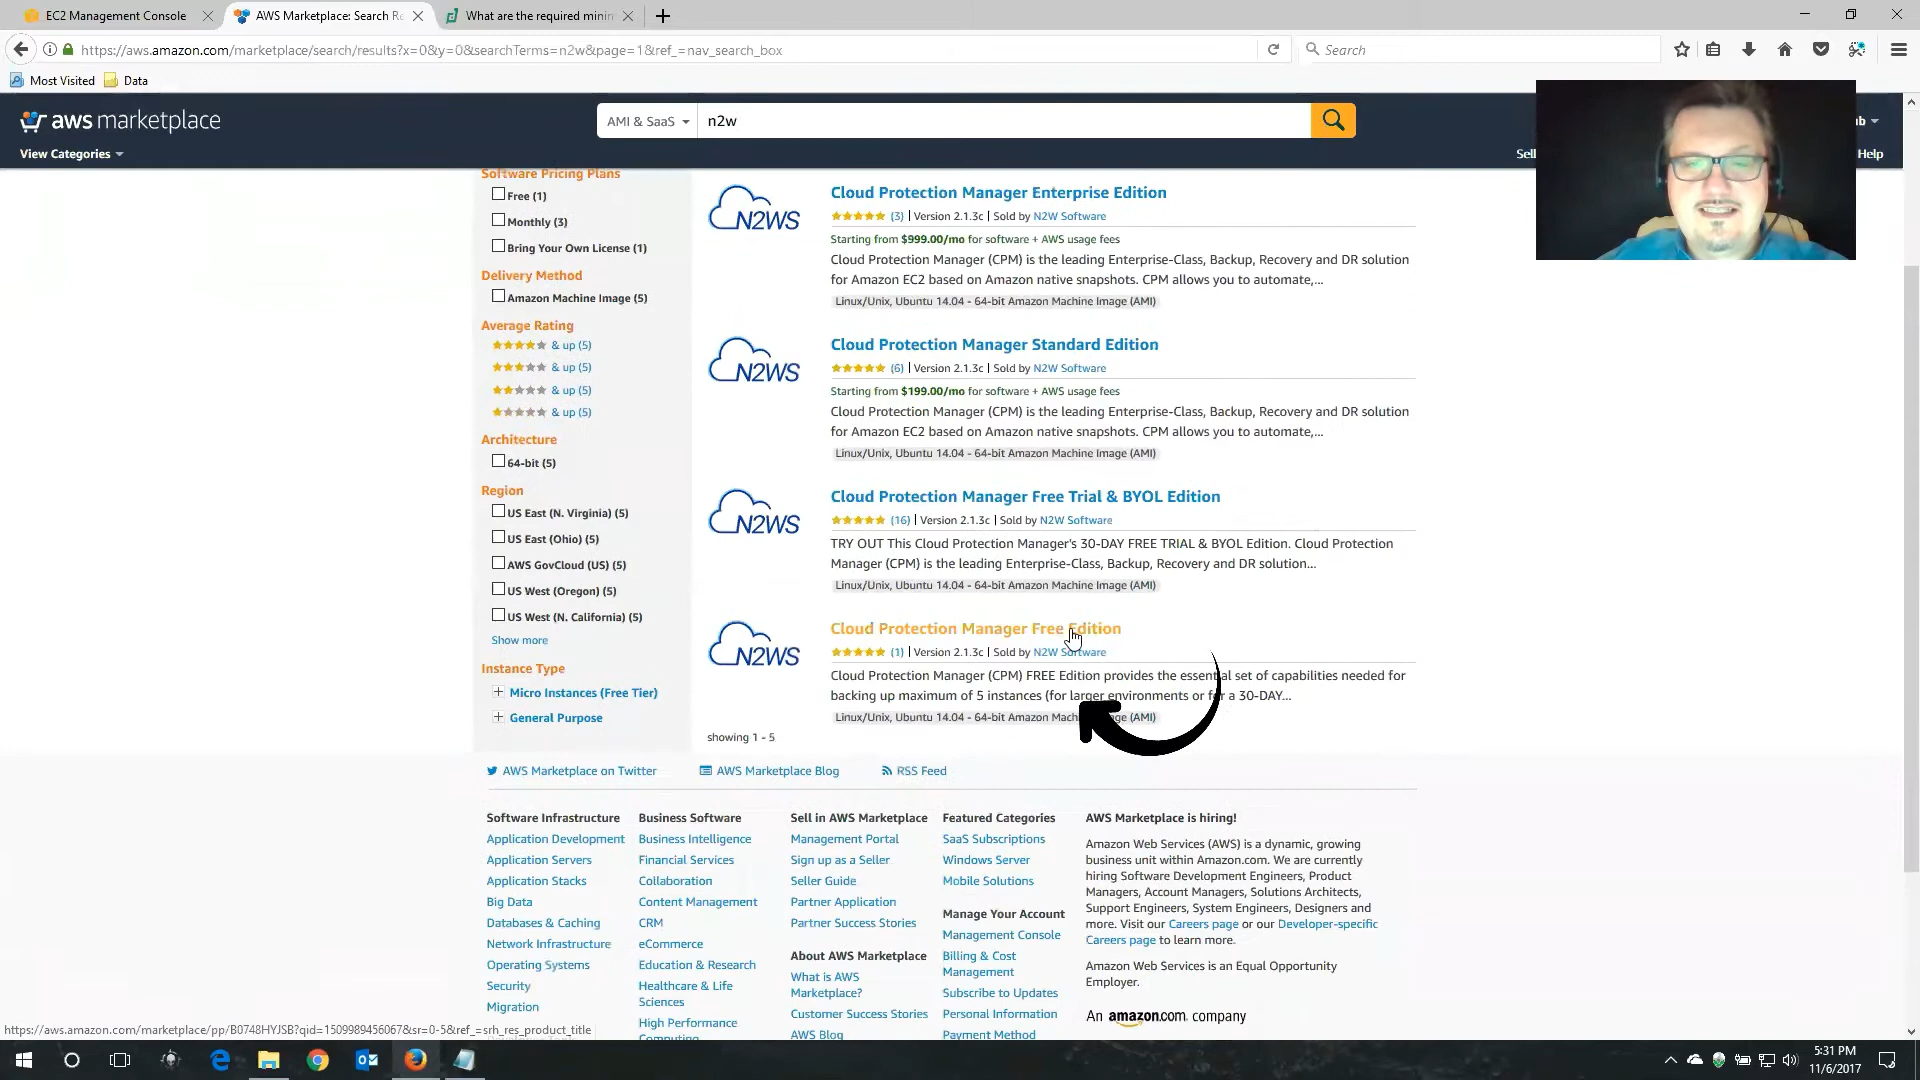 EC2 Management Console
AWS Marketplace: Search Re
What are the required minin
https://aws.amazon.com/marketplace/search/results?x=0&y=0&searchTerms=n2w&page=1&ref_=nav_search_box
Search
Most Visited
Data
aws marketplace
AMI & SaaS
n2w
View Categories
Sell
Help
Software Pricing Plans
Free (1)
Monthly (3)
Bring Your Own License (1)
Delivery Method
Amazon Machine Image (5)
Average Rating
& up (5)
& up (5)
& up (5)
& up (5)
Architecture
64-bit (5)
Region
US East (N. Virginia) (5)
US East (Ohio) (5)
AWS GovCloud (US) (5)
US West (Oregon) (5)
US West (N. California) (5)
Show more
Instance Type
Micro Instances (Free Tier)
General Purpose
N2WS
Cloud Protection Manager Enterprise Edition
(3) | Version 2.1.3c | Sold by N2W Software
Starting from $999.00/mo for software + AWS usage fees
Cloud Protection Manager (CPM) is the leading Enterprise-Class, Backup, Recovery and DR solution
for Amazon EC2 based on Amazon native snapshots. CPM allows you to automate,...
Linux/Unix, Ubuntu 14.04 - 64-bit Amazon Machine Image (AMI)
N2WS
Cloud Protection Manager Standard Edition
(6) | Version 2.1.3c | Sold by N2W Software
Starting from $199.00/mo for software + AWS usage fees
Cloud Protection Manager (CPM) is the leading Enterprise-Class, Backup, Recovery and DR solution
for Amazon EC2 based on Amazon native snapshots. CPM allows you to automate,...
Linux/Unix, Ubuntu 14.04 - 64-bit Amazon Machine Image (AMI)
N2WS
Cloud Protection Manager Free Trial & BYOL Edition
(16) | Version 2.1.3c | Sold by N2W Software
TRY OUT This Cloud Protection Manager's 30-DAY FREE TRIAL & BYOL Edition. Cloud Protection
Manager (CPM) is the leading Enterprise-Class, Backup, Recovery and DR solution...
Linux/Unix, Ubuntu 14.04 - 64-bit Amazon Machine Image (AMI)
N2WS
Cloud Protection Manager Free Edition
(1) | Version 2.1.3c | Sold by N2W Software
Cloud Protection Manager (CPM) FREE Edition provides the essential set of capabilities needed for
backing up maximum of 5 instances (for larger environments or for a 30-DAY...
Linux/Unix, Ubuntu 14.04 - 64-bit Amazon Machine Image (AMI)
showing 1 - 5
AWS Marketplace on Twitter
AWS Marketplace Blog
RSS Feed
Software Infrastructure
Application Development
Application Servers
Application Stacks
Big Data
Databases & Caching
Network Infrastructure
Operating Systems
Security
Migration
Business Software
Business Intelligence
Financial Services
Collaboration
Content Management
CRM
eCommerce
Education & Research
Healthcare & Life
Sciences
High Performance
Computing
Sell in AWS Marketplace
Management Portal
Sign up as a Seller
Seller Guide
Partner Application
Partner Success Stories
About AWS Marketplace
What is AWS
Marketplace?
Customer Success Stories
AWS Blog
Featured Categories
SaaS Subscriptions
Windows Server
Mobile Solutions
Manage Your Account
Management Console
Billing & Cost
Management
Subscribe to Updates
Personal Information
Payment Method
AWS Marketplace is hiring!
Amazon Web Services (AWS) is a dynamic, growing
business unit within Amazon.com. We are currently
hiring Software Development Engineers, Product
Managers, Account Managers, Solutions Architects,
Support Engineers, System Engineers, Designers and
more. Visit our Careers page or our Developer-specific
Careers page to learn more.
Amazon Web Services is an Equal Opportunity
Employer.
An amazon.com company
https://aws.amazon.com/marketplace/pp/B0748HYJSB?qid=1509989456067&sr=0-5&ref_=srh_res_product_title
5:31 PM
11/6/2017